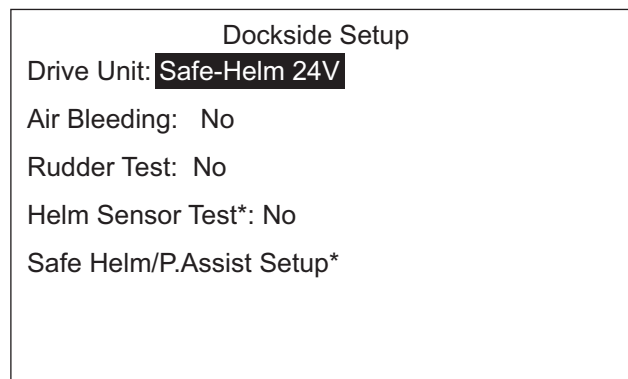 Dockside Setup
Drive Unit: Safe-Helm 24V
Air Bleeding: No
Rudder Test: No
Helm Sensor Test*: No
Safe Helm/P.Assist Setup*